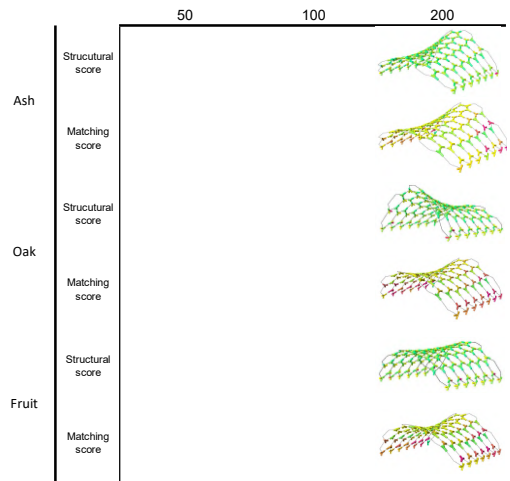 50 100 200
Ash
Strucutural
score
Matching
score
Oak
Strucutural
score
Matching
score
Fruit
Structural
score
Matching
score